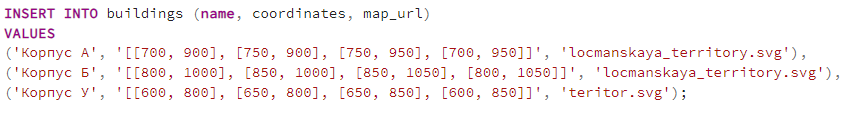 INSERT INTO buildings (name, coordinates, map_url)
VALUES
('Корпус А', '[[700, 900], [750, 900], [750, 950], [700, 950]]', 'locmanskaya_territory.svg'),
('Корпус Б', '[[800, 1000], [850, 1000], [850, 1050], [800, 1050]]', 'locmanskaya_territory.svg'),
('Корпус У', '[[600, 800], [650, 800], [650, 850], [600, 850]]', 'teritor.svg');